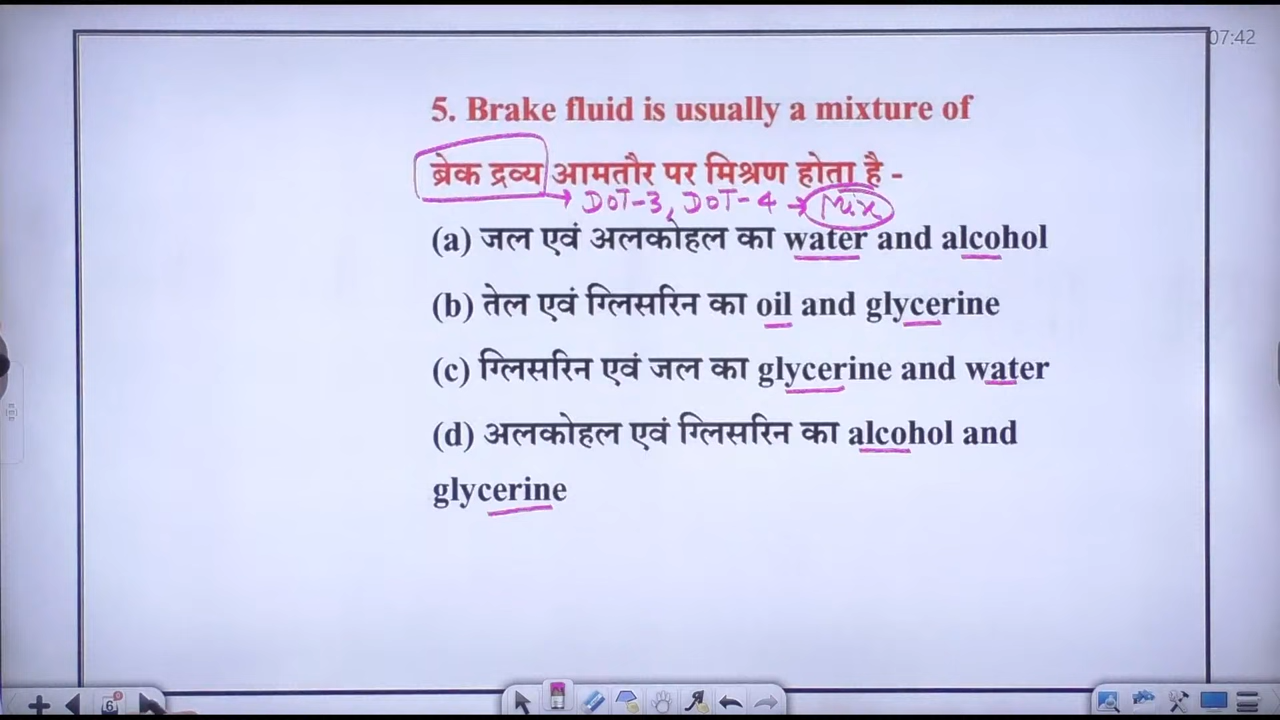 07:42
5. Brake fluid is usually a mixture of
ब्रेक द्रव्य आमतौर पर मिश्रण होता है -
→ DOT-3, DOT-4 → Mix
(a) जल एवं अलकोहल का water and alcohol
(b) तेल एवं ग्लिसरिन का oil and glycerine
(c) ग्लिसरिन एवं जल का glycerine and water
(d) अलकोहल एवं ग्लिसरिन का alcohol and
glycerine
6